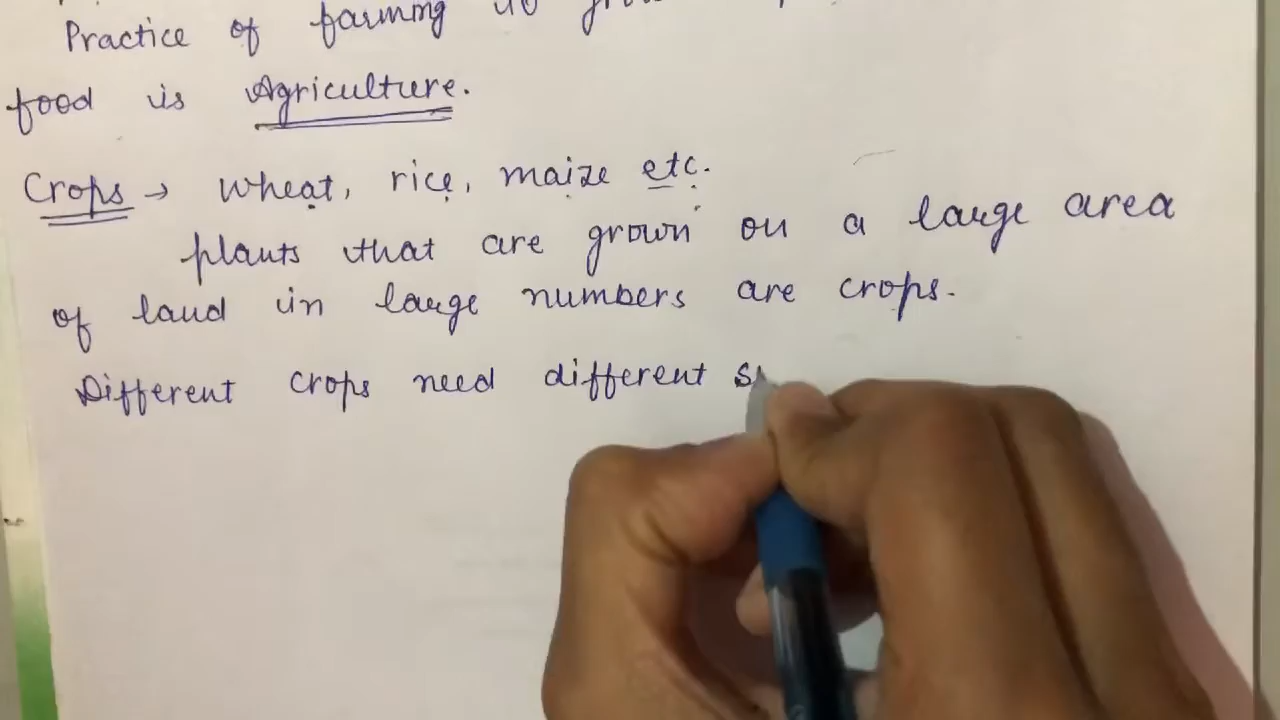 Practice of farming to
food is Agriculture.
Crops → wheat, rice, maize etc.
plants that are grown on a large area
of land in large numbers are crops.
Different crops need different